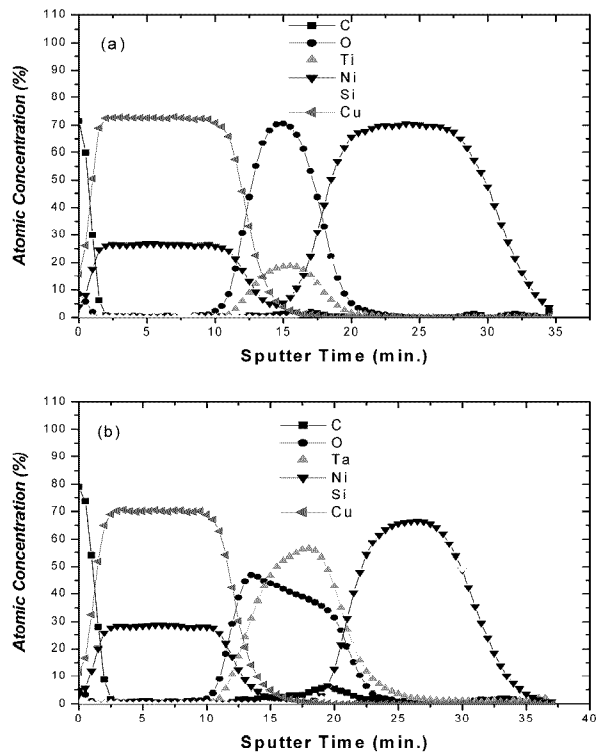 (a)
C
O
Ti
Ni
Si
Cu
Atomic Concentration (%)
110
100
90
80
70
60
50
40
30
20
10
0
0 5 10 15 20 25 30 35
Sputter Time (min.)
(b)
C
O
Ta
Ni
Si
Cu
Atomic Concentration (%)
110
100
90
80
70
60
50
40
30
20
10
0
0 5 10 15 20 25 30 35 40
Sputter Time (min.)